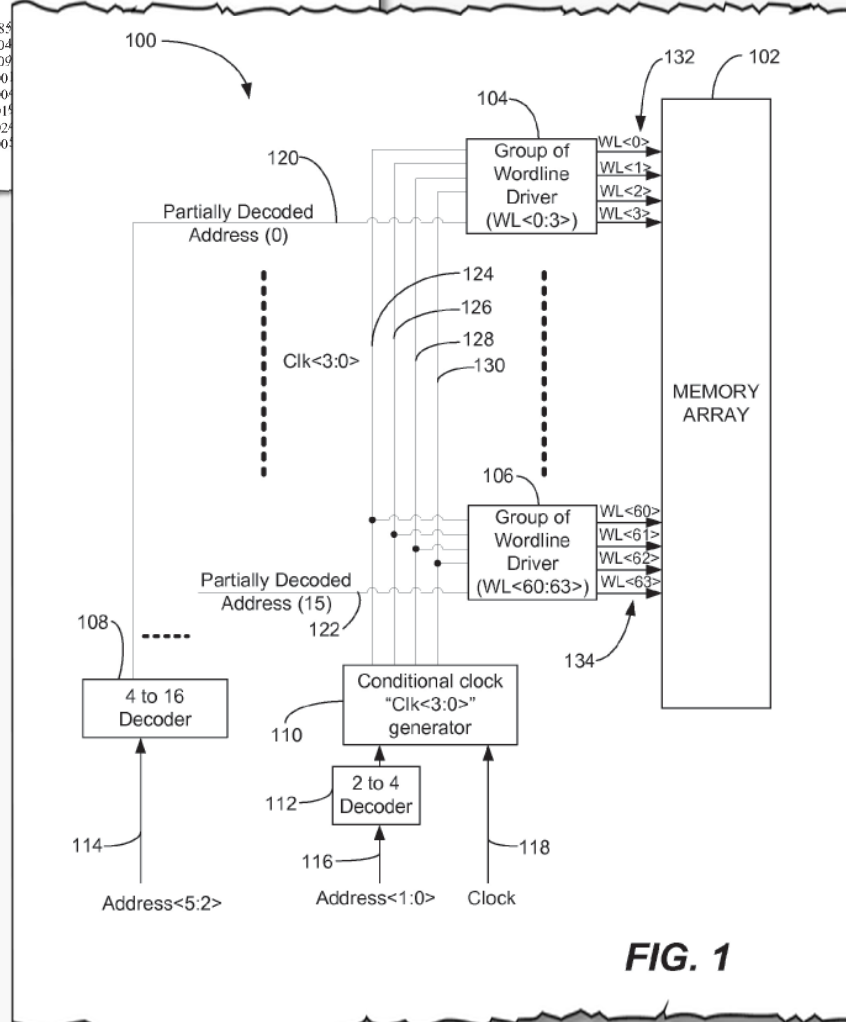 100
132
102
104
WL<0>
Group of
Wordline
Driver
(WL<0:3>)
WL<1>
WL<2>
WL<3>
120
Partially Decoded
Address (0)
124
126
Clk<3:0>
128
130
MEMORY
ARRAY
106
Group of
Wordline
Driver
(WL<60:63>)
WL<60>
WL<61>
WL<62>
WL<63>
Partially Decoded
Address (15)
122
108
134
4 to 16
Decoder
Conditional clock
“Clk<3:0>”
generator
110
2 to 4
Decoder
112
114
116
118
Address<5:2>
Address<1:0>
Clock
FIG. 1